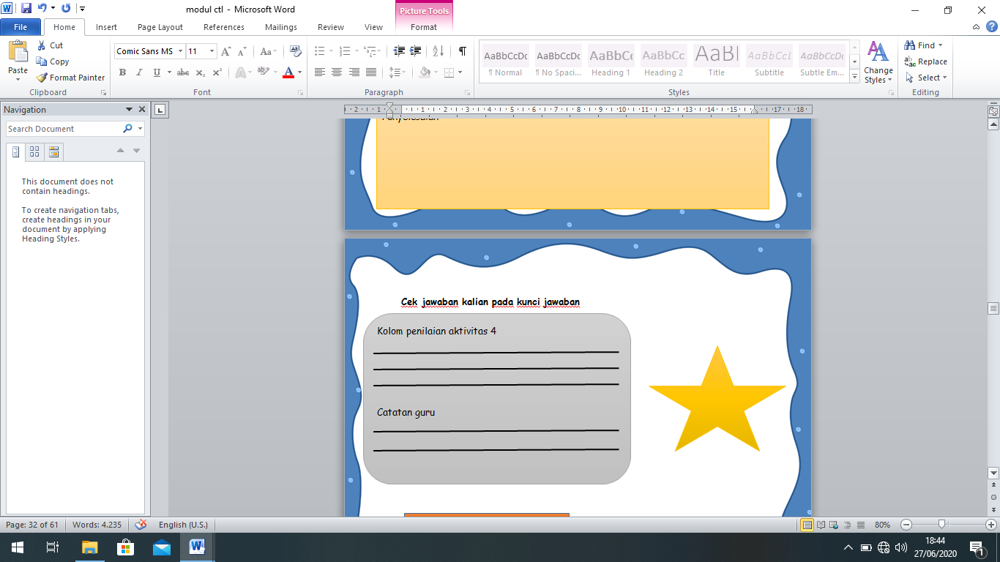 modul ctl - Microsoft Word
Picture Tools
File Home Insert Page Layout References Mailings Review View Format
Paste
Cut
Copy
Format Painter
Clipboard
Comic Sans MS 11
Font
Paragraph
AaBbCcDc AaBbCcDc AaBbCc AaBbCc AaBl AaBbCcL AaBbCcDc
¶ Normal ¶ No Spaci... Heading 1 Heading 2 Title Subtitle Subtle Em...
Change Styles
Styles
Find
Replace
Select
Editing
Navigation
Search Document
This document does not
contain headings.
To create navigation tabs,
create headings in your
document by applying
Heading Styles.
2 1 1 2 3 4 5 6 7 8 9 10 11 12 13 14 15 17 18
Penyelesaian
Cek jawaban kalian pada kunci jawaban
Kolom penilaian aktivitas 4
Catatan guru
Page: 32 of 61 Words: 4.235 English (U.S.) 80%
18:44
27/06/2020
1